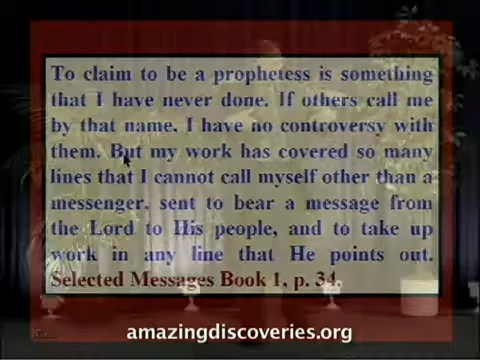 To claim to be a prophetess is something
that I have never done. If others call me
by that name, I have no controversy with
them. But my work has covered so many
lines that I cannot call myself other than a
messenger, sent to bear a message from
the Lord to His people, and to take up
work in any line that He points out.
Selected Messages Book 1, p. 34.
amazingdiscoveries.org